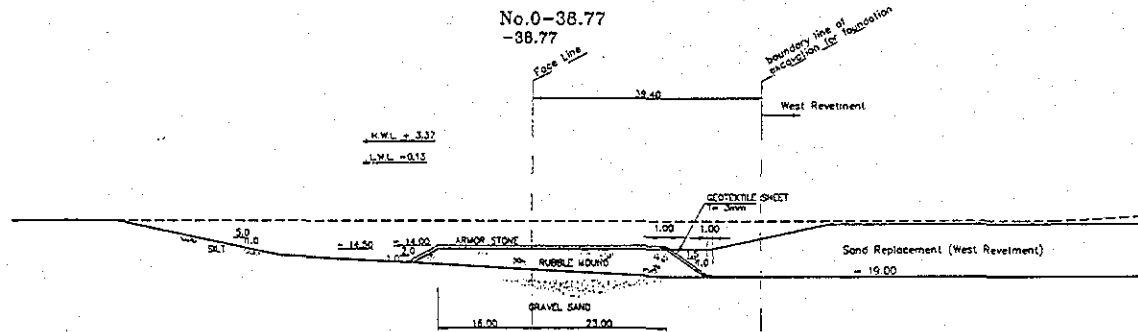 No.0-38.77
-38.77
Face Line
boundary line of
excavation for foundation
39.40
West Revetment
H.W.L. + 3.37
L.W.L. -0.13
GEOTEXTILE SHEET
T= 3mm
1.00
1.00
5.0
1.0
SILT
- 14.50
- 14.00
ARMOR STONE
RUBBLE MOUND
Sand Replacement (West Revetment)
- 19.00
GRAVEL SAND
16.00
23.00